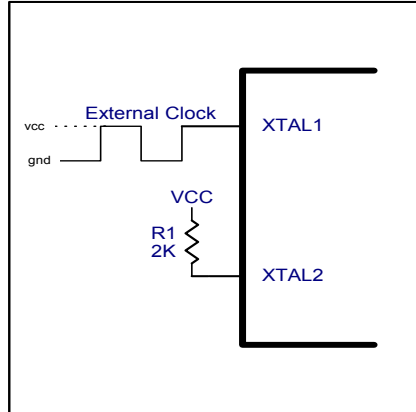 External Clock
vcc
XTAL1
gnd
VCC
R1
2K
XTAL2